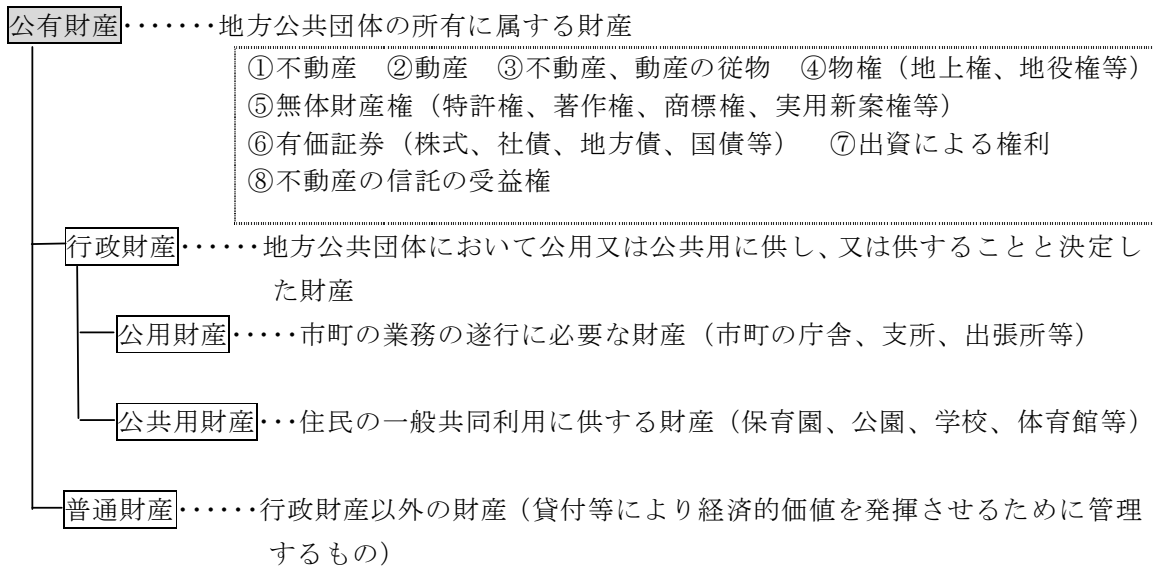 公有財産・・・・・・・地方公共団体の所有に属する財産
①不動産　②動産　③不動産、動産の従物　④物権（地上権、地役権等）
⑤無体財産権（特許権、著作権、商標権、実用新案権等）
⑥有価証券（株式、社債、地方債、国債等）　⑦出資による権利
⑧不動産の信託の受益権
行政財産・・・・・・地方公共団体において公用又は公共用に供し、又は供することと決定し
た財産
公用財産・・・・・市町の業務の遂行に必要な財産（市町の庁舎、支所、出張所等）
公共用財産・・・住民の一般共同利用に供する財産（保育園、公園、学校、体育館等）
普通財産・・・・・・行政財産以外の財産（貸付等により経済的価値を発揮させるために管理
するもの）